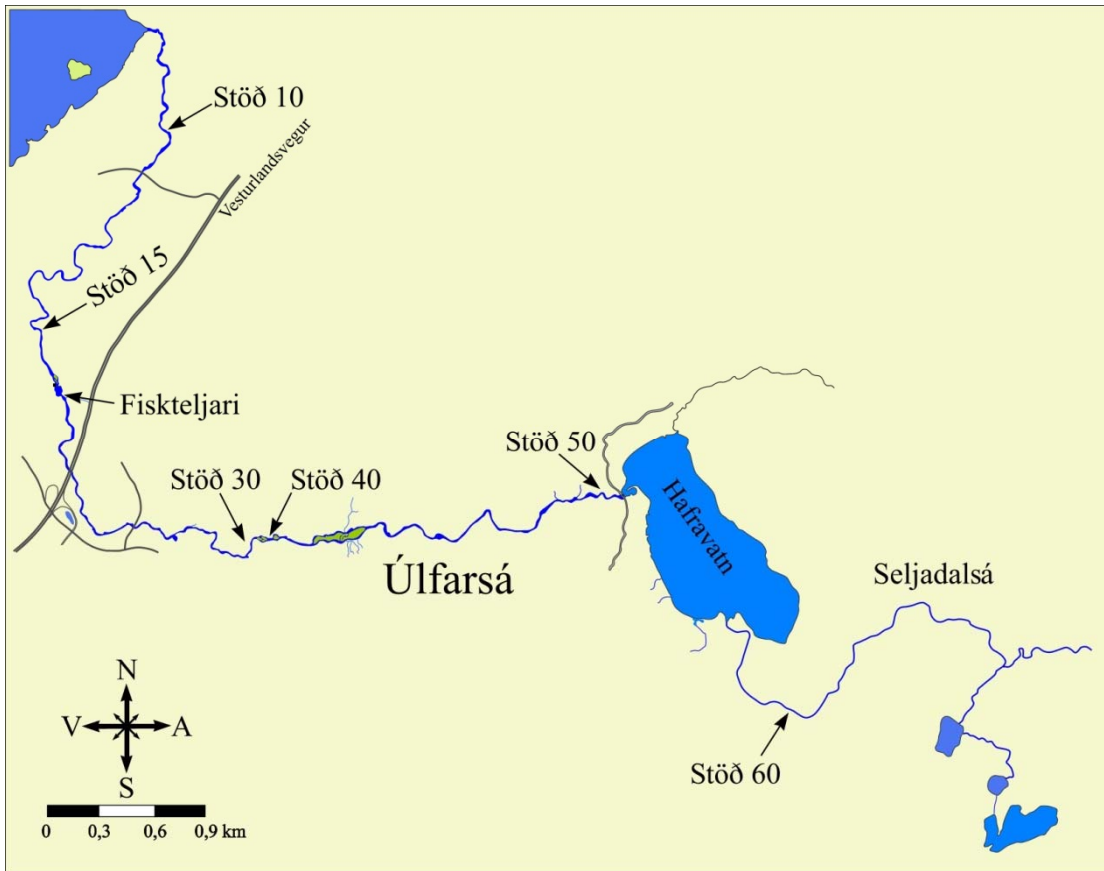 Stöð 10
Vesturlandsvegur
Stöð 15
Fiskteljari
Stöð 30
Stöð 40
Stöð 50
Hafravatn
Úlfarsá
Seljadalsá
Stöð 60
N
V
A
S
0 0,3 0,6 0,9 km